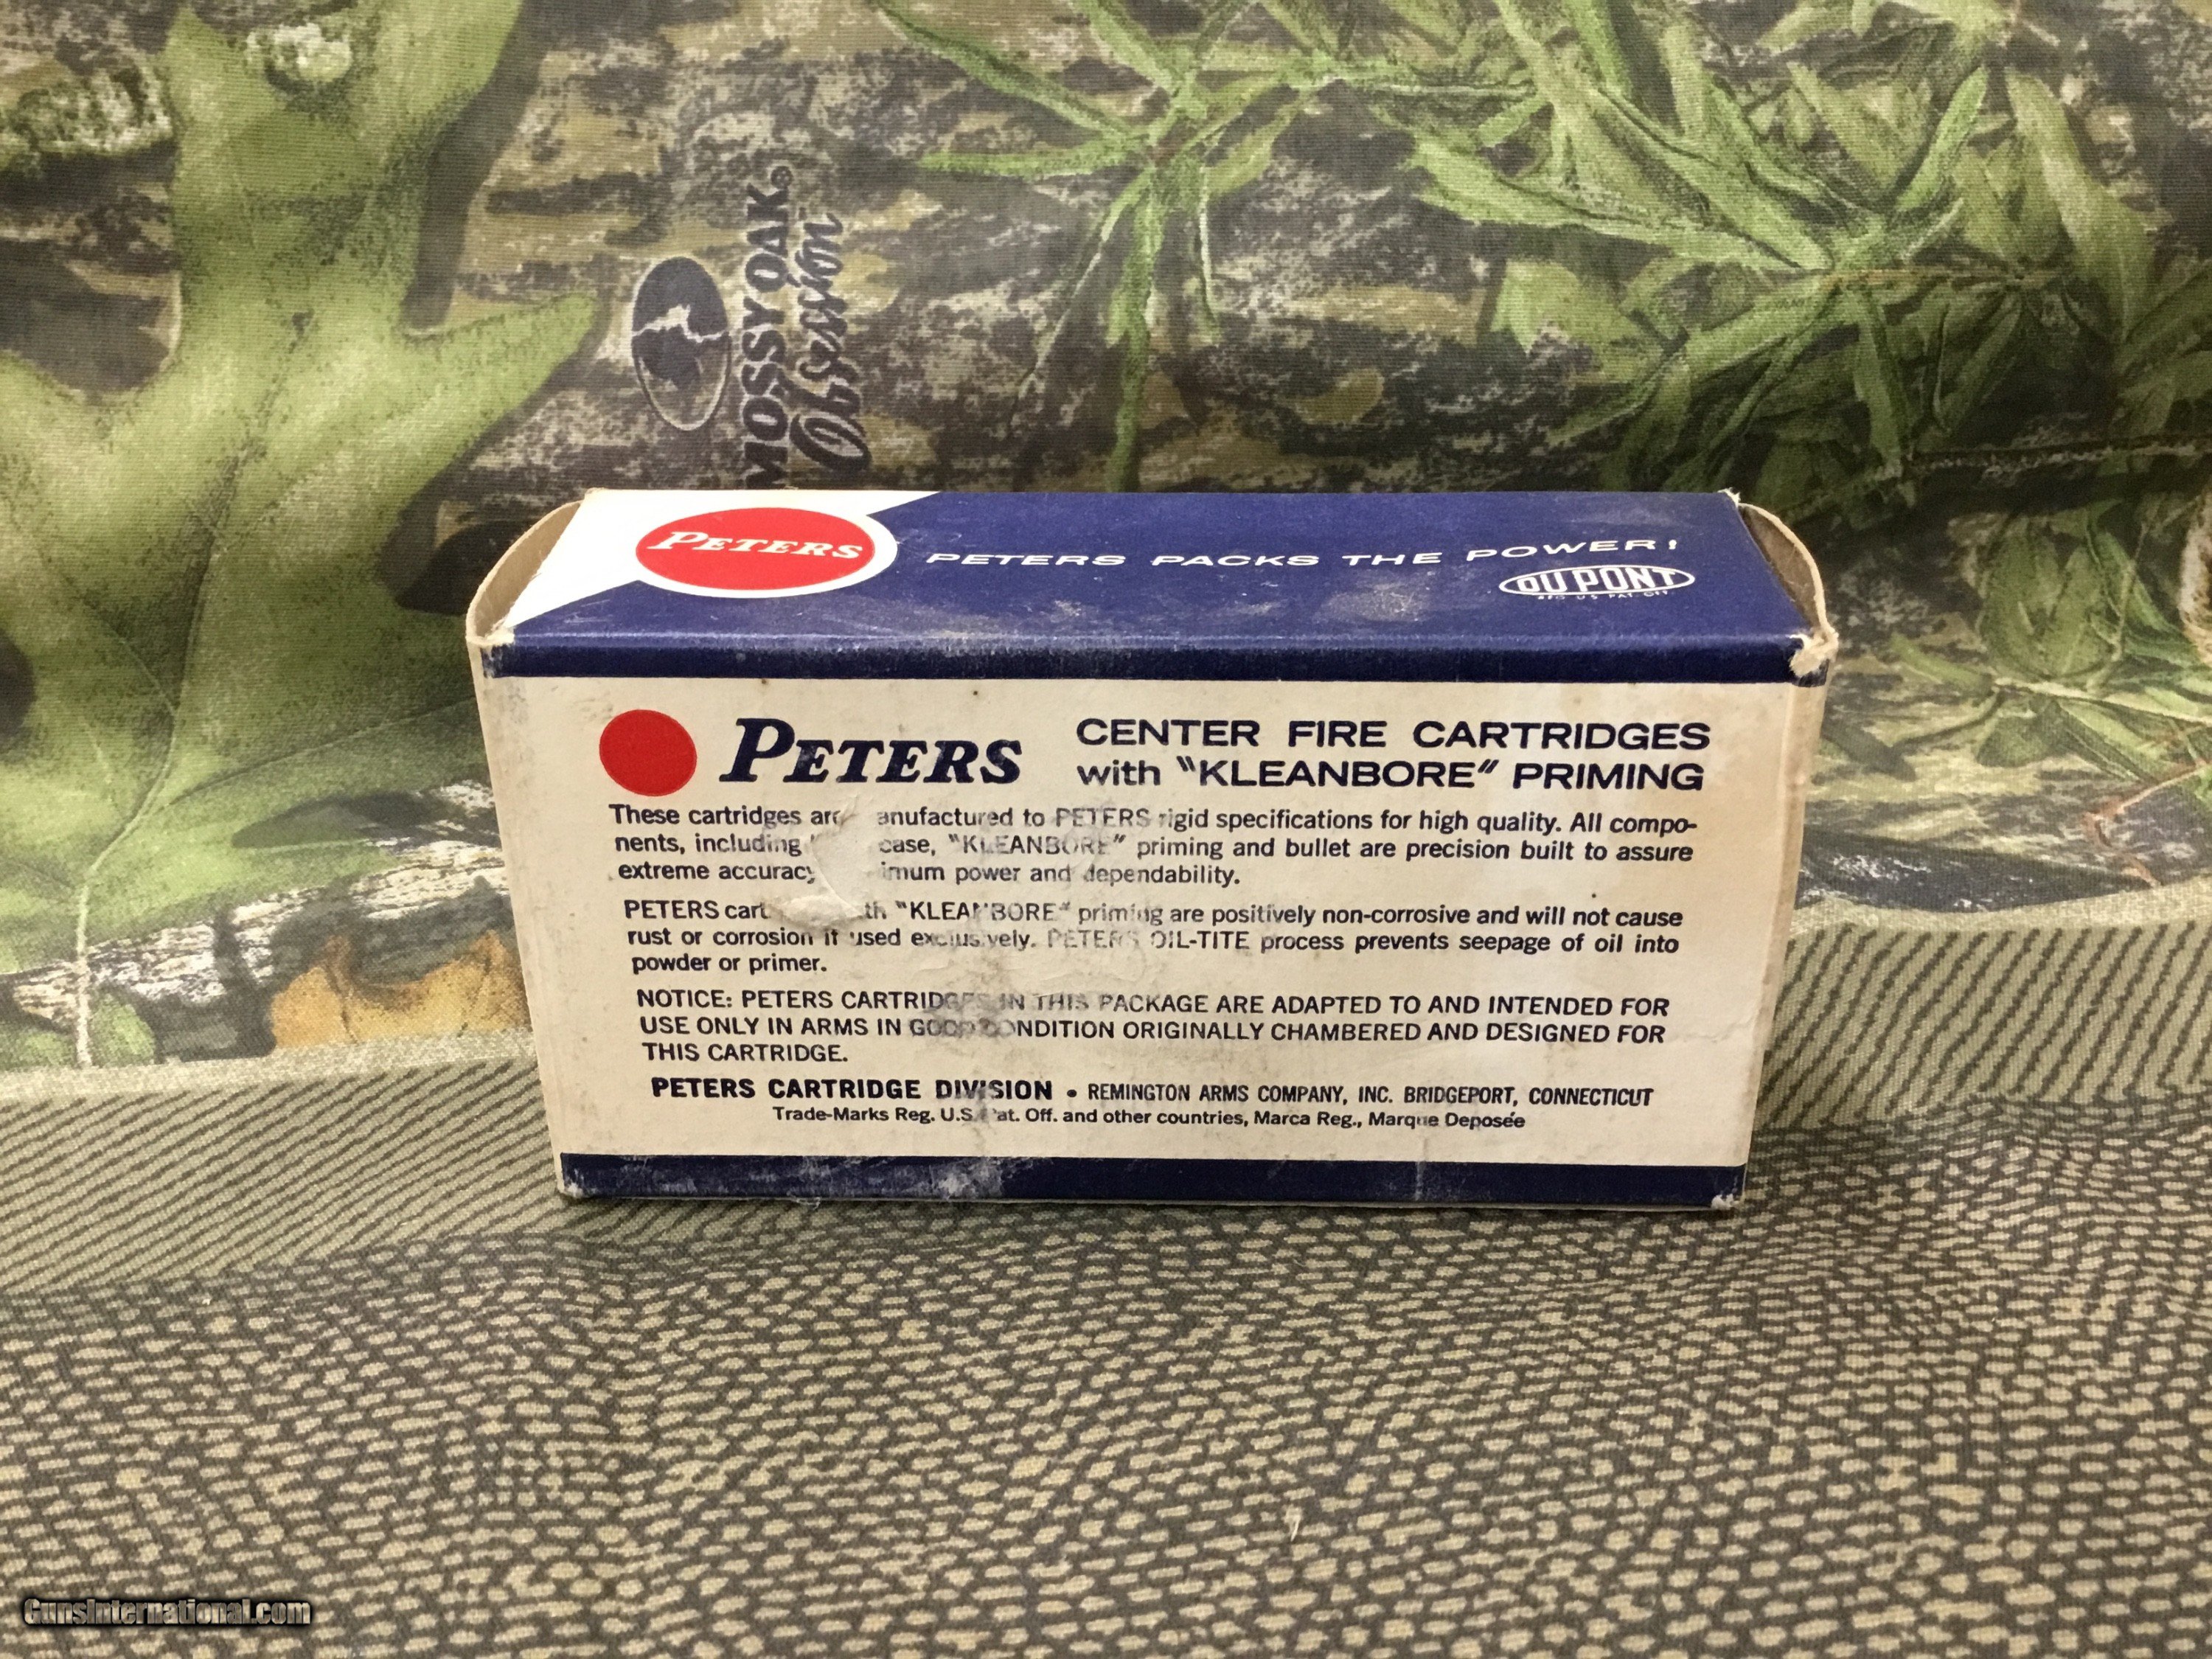 MOSSY OAK®
Obsession
PETERS
PETERS PACKS THE POWER!
DU PONT
REG. U.S. PAT. OFF.
PETERS
CENTER FIRE CARTRIDGES
with "KLEANBORE" PRIMING
These cartridges are anufactured to PETERS rigid specifications for high quality. All compo-
nents, including case, "KLEANBORE" priming and bullet are precision built to assure
extreme accuracy imum power and dependability.
PETERS cart th "KLEANBORE" priming are positively non-corrosive and will not cause
rust or corrosion if used exclusively. PETERS OIL-TITE process prevents seepage of oil into
powder or primer.
NOTICE: PETERS CARTRIDGES IN THIS PACKAGE ARE ADAPTED TO AND INTENDED FOR
USE ONLY IN ARMS IN GOOD CONDITION ORIGINALLY CHAMBERED AND DESIGNED FOR
THIS CARTRIDGE.
PETERS CARTRIDGE DIVISION • REMINGTON ARMS COMPANY, INC. BRIDGEPORT, CONNECTICUT
Trade-Marks Reg. U.S. Pat. Off. and other countries, Marca Reg., Marque Deposée
GunsInternational.com